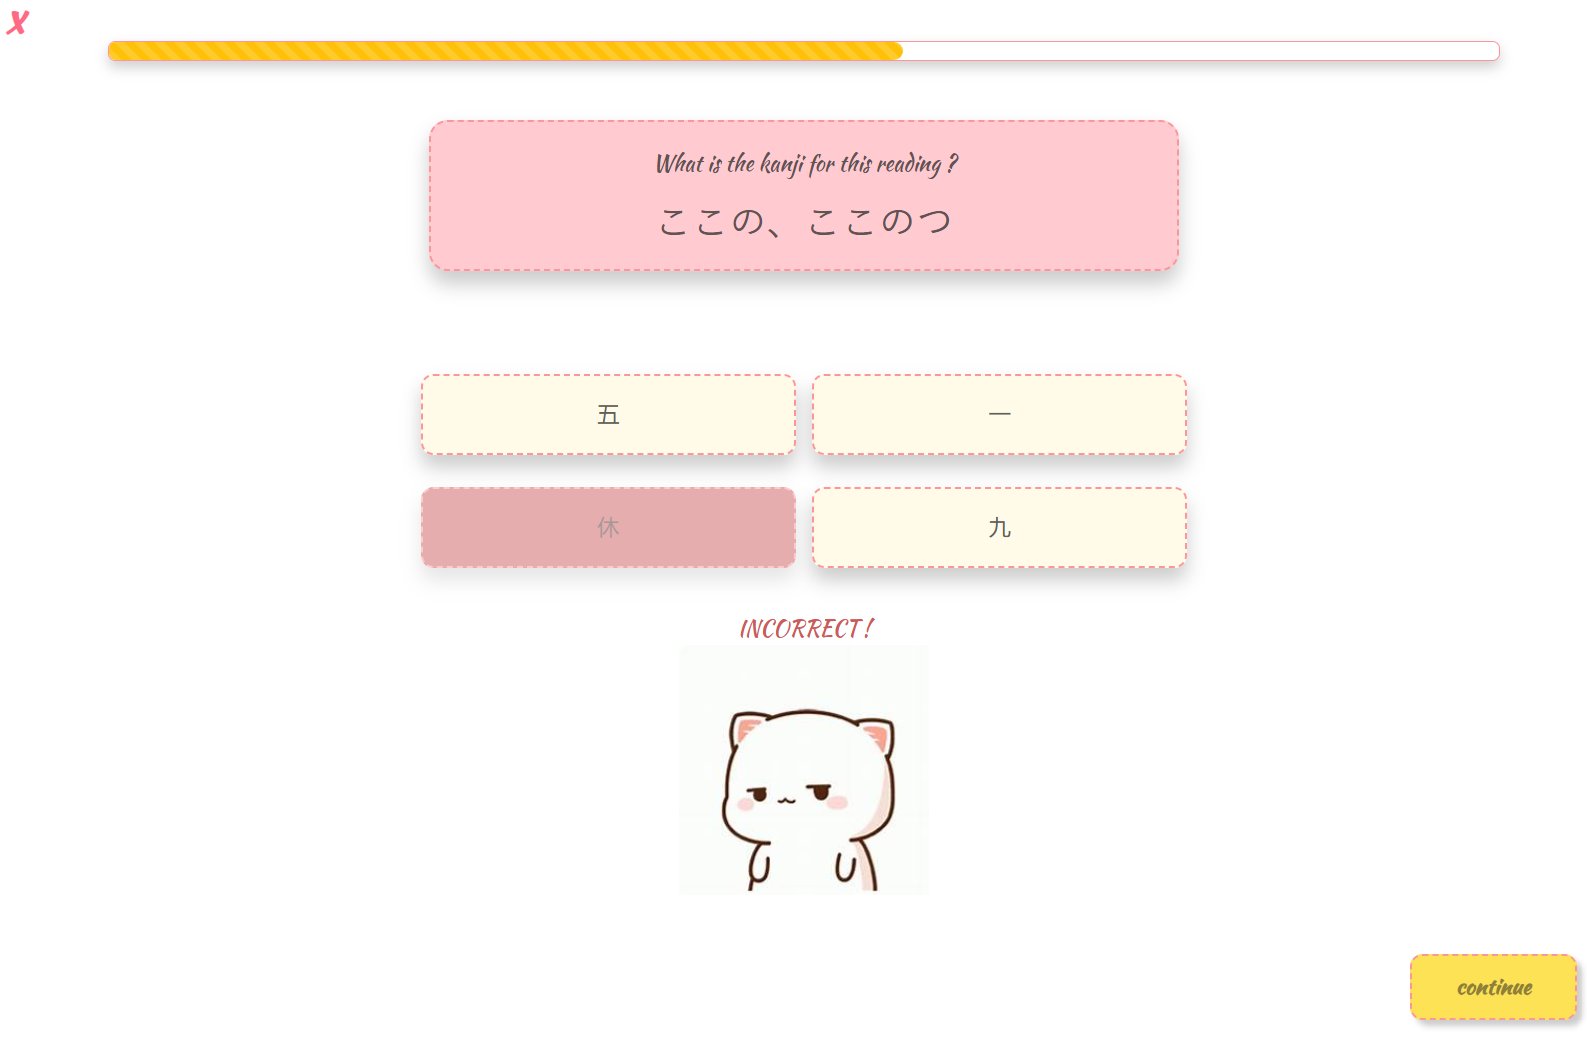 X
What is the kanji for this reading ?
ここの、ここのつ
五
一
休
九
INCORRECT !
continue